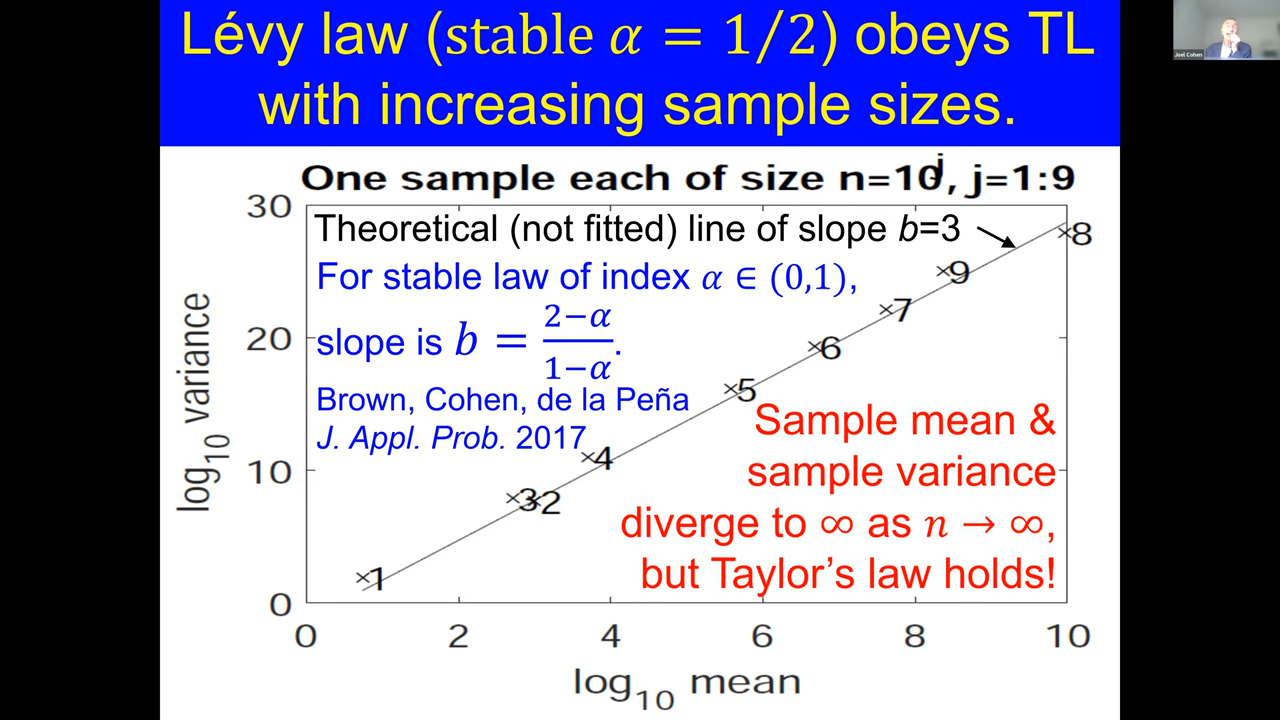 Lévy law (stable α = 1/2) obeys TL
with increasing sample sizes.
Joel Cohen
One sample each of size n=10^j, j=1:9
Theoretical (not fitted) line of slope b=3
For stable law of index α ∈ (0,1),
slope is b = (2−α)/(1−α).
Brown, Cohen, de la Peña
J. Appl. Prob. 2017
Sample mean &
sample variance
diverge to ∞ as n → ∞,
but Taylor's law holds!
30
20
10
0
log10 variance
8
9
7
6
5
4
3
2
1
0 2 4 6 8 10
log10 mean